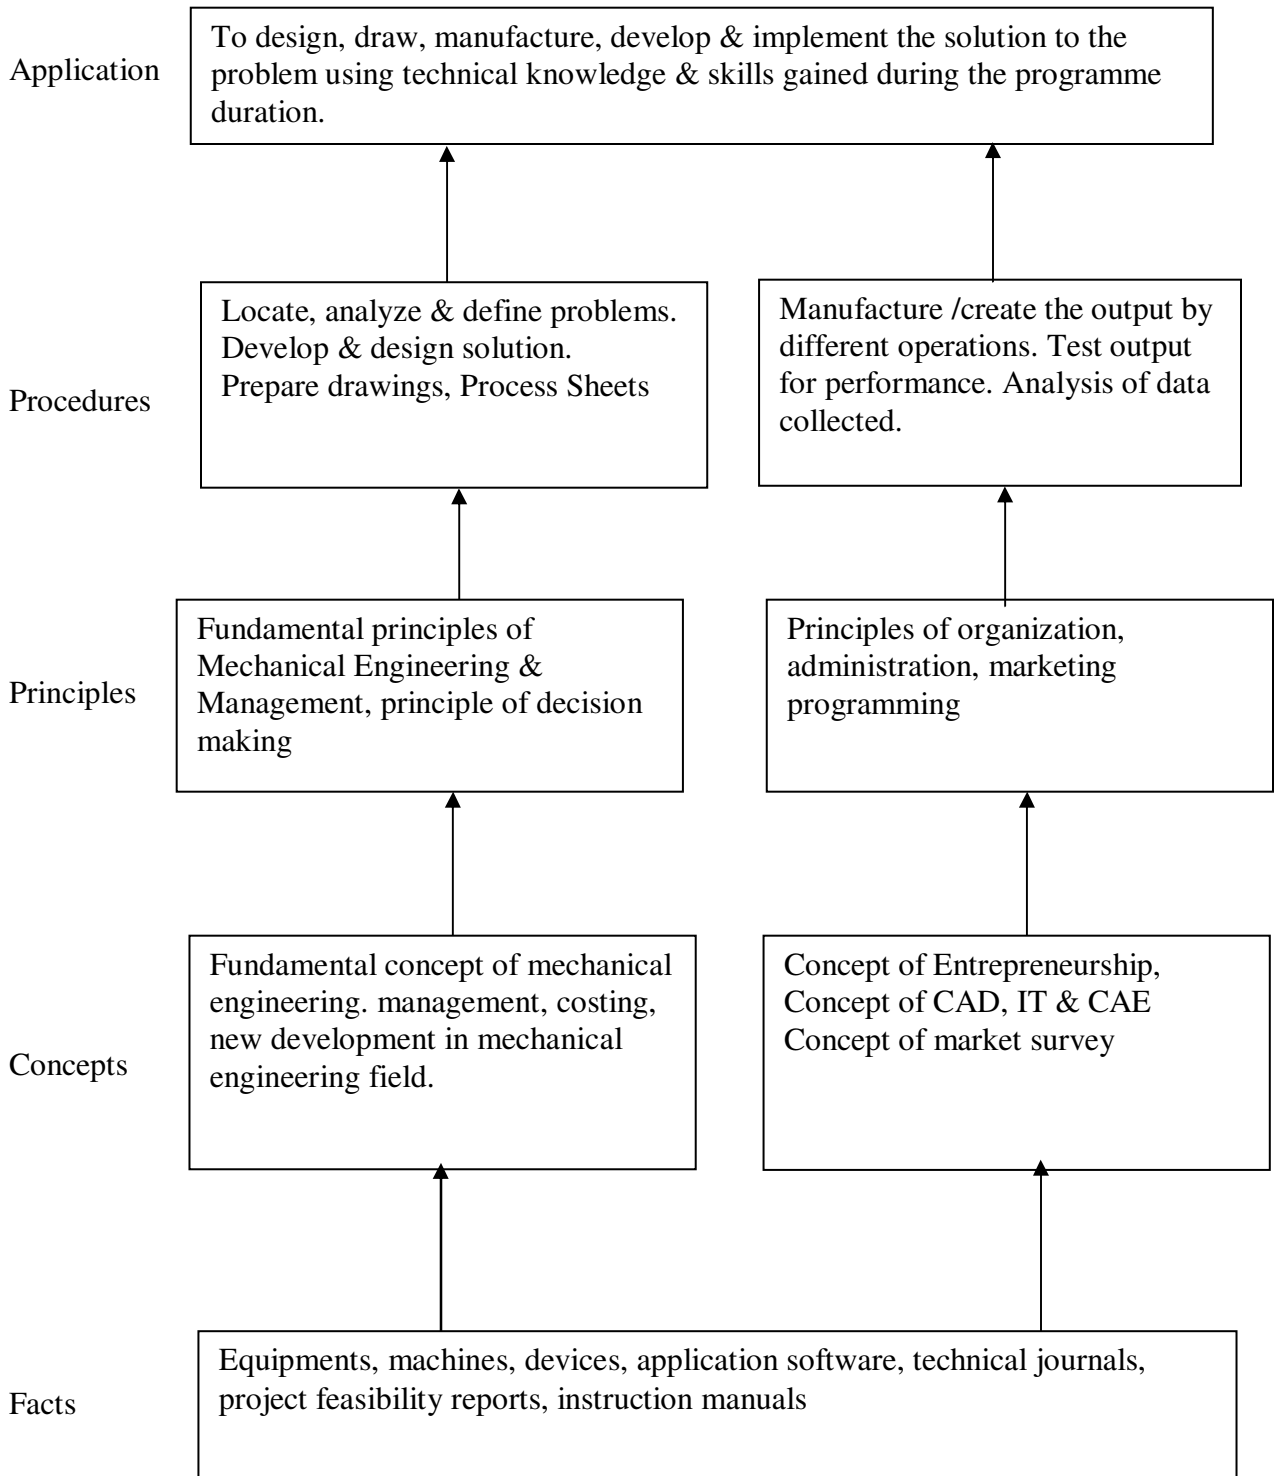 Application
To design, draw, manufacture, develop & implement the solution to the
problem using technical knowledge & skills gained during the programme
duration.
Procedures
Locate, analyze & define problems.
Develop & design solution.
Prepare drawings, Process Sheets
Manufacture /create the output by
different operations. Test output
for performance. Analysis of data
collected.
Principles
Fundamental principles of
Mechanical Engineering &
Management, principle of decision
making
Principles of organization,
administration, marketing
programming
Concepts
Fundamental concept of mechanical
engineering. management, costing,
new development in mechanical
engineering field.
Concept of Entrepreneurship,
Concept of CAD, IT & CAE
Concept of market survey
Facts
Equipments, machines, devices, application software, technical journals,
project feasibility reports, instruction manuals